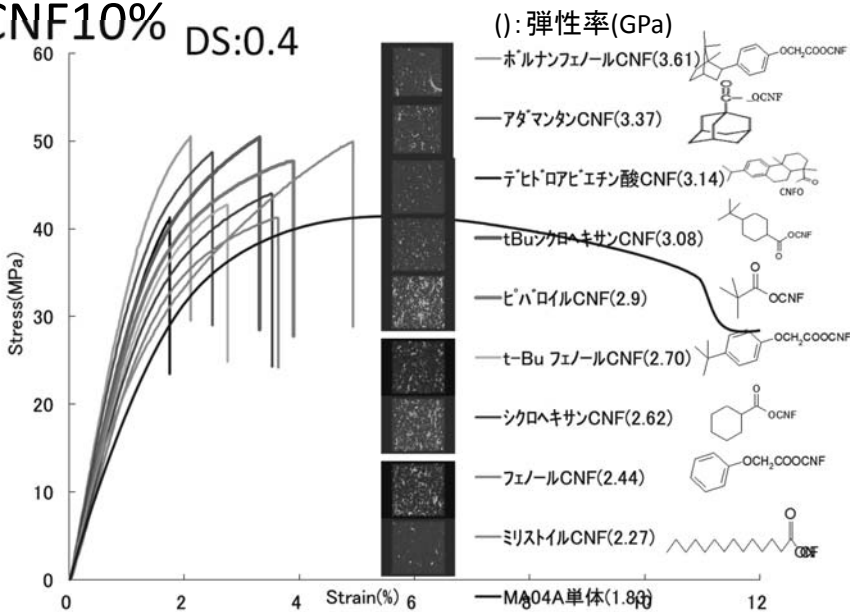 CNF10% DS:0.4
():弾性率(GPa)
60
50
40
30
20
10
0
Stress(MPa)
0 2 4 6 8 10 12
Strain(%)
ボルナンフェノールCNF(3.61)
OCH₂COOCNF
アダマンタンCNF(3.37)
O
C
OCNF
デヒドロアビエチン酸CNF(3.14)
O
CNFO
tBuシクロヘキサンCNF(3.08)
OCNF
O
ピバロイルCNF(2.9)
O
OCNF
t-Bu フェノールCNF(2.70)
OCH₂COOCNF
シクロヘキサンCNF(2.62)
O
OCNF
フェノールCNF(2.44)
OCH₂COOCNF
ミリストイルCNF(2.27)
O
MA04A単体(1.83)